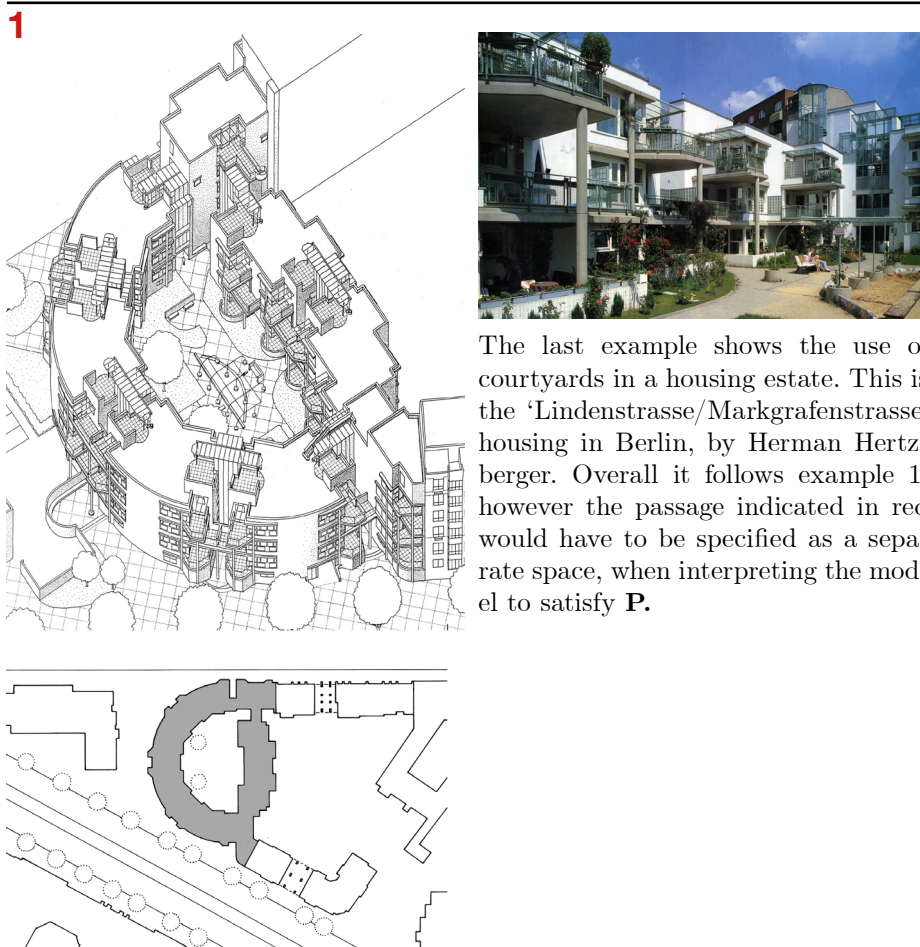 1
The last example shows the use o
courtyards in a housing estate. This is
the ‘Lindenstrasse/Markgrafenstrasse
housing in Berlin, by Herman Hertz
berger. Overall it follows example 1
however the passage indicated in red
would have to be specified as a sepa
rate space, when interpreting the mod
el to satisfy P.